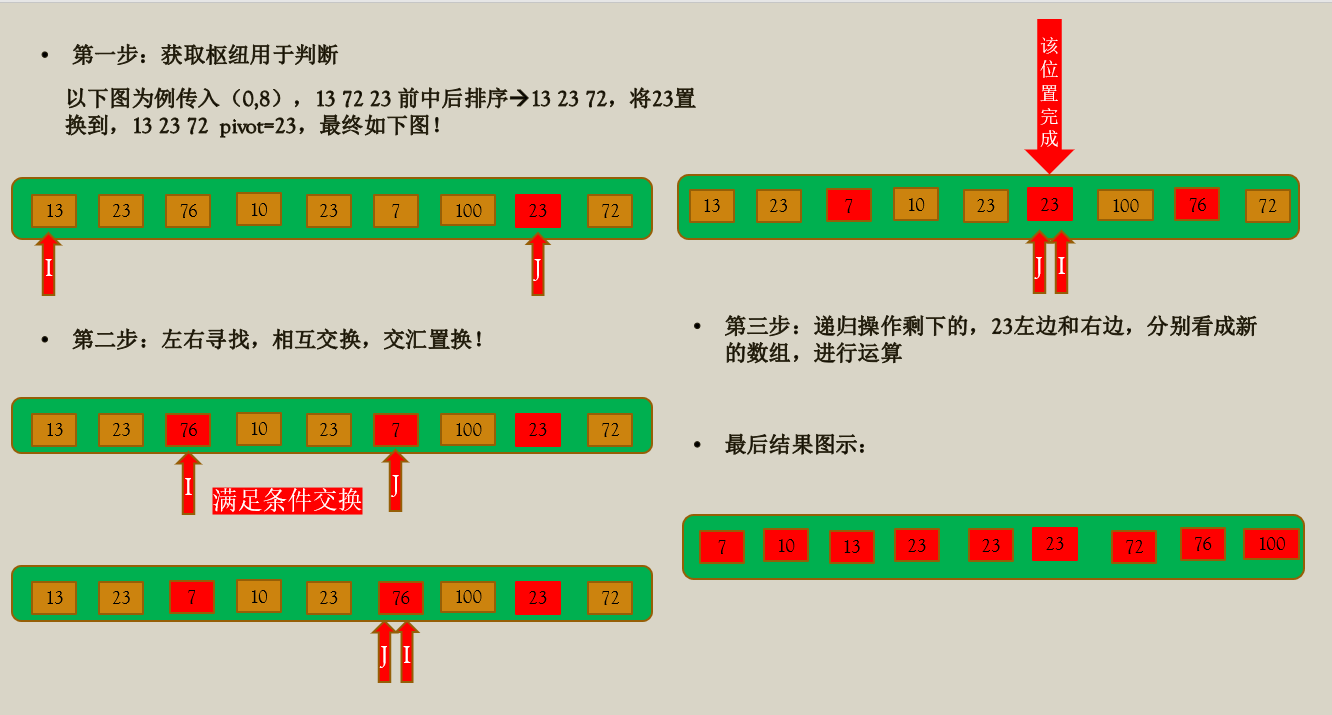 • 第一步：获取枢纽用于判断
以下图为例传入（0,8），13 72 23 前中后排序→13 23 72，将23置
换到，13 23 72 pivot=23，最终如下图！
13 23 76 10 23 7 100 23 72
I J
• 第二步：左右寻找，相互交换，交汇置换！
13 23 76 10 23 7 100 23 72
I 满足条件交换 J
13 23 7 10 23 76 100 23 72
J I
该
位
置
完
成
13 23 7 10 23 23 100 76 72
J I
• 第三步：递归操作剩下的，23左边和右边，分别看成新
的数组，进行运算
• 最后结果图示：
7 10 13 23 23 23 72 76 100